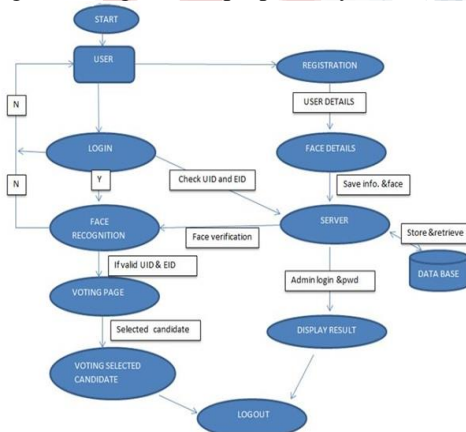 START
USER
REGISTRATION
N
USER DETAILS
LOGIN
FACE DETAILS
N
Y
Check UID and EID
Save info. &face
FACE
RECOGNITION
Face verification
SERVER
Store &retrieve
If valid UID & EID
DATA BASE
VOTING PAGE
Admin login &pwd
Selected candidate
DISPLAY RESULT
VOTING SELECTED
CANDIDATE
LOGOUT